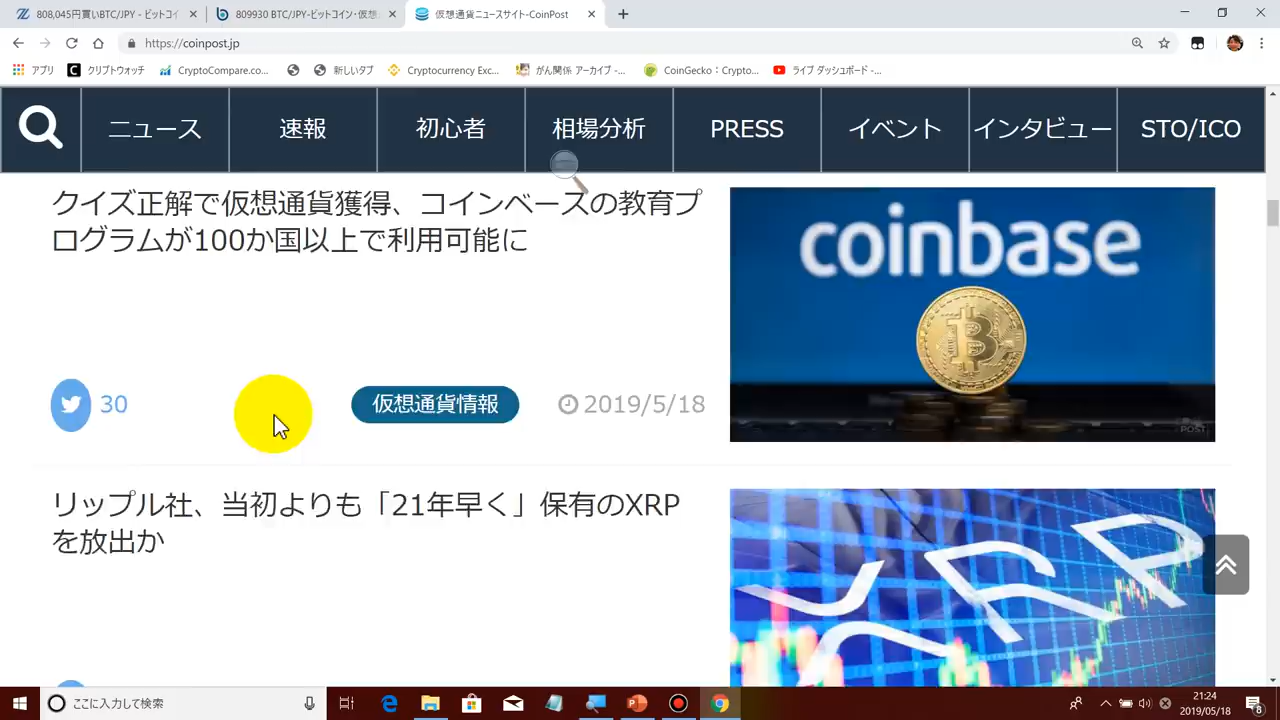 808,045円買いBTC/JPY - ビットコイ
809930 BTC/JPY-ビットコイン・仮想
仮想通貨ニュースサイト-CoinPost
https://coinpost.jp
アプリ
クリプトウォッチ
CryptoCompare.co...
新しいタブ
Cryptocurrency Exc...
がん関係 アーカイブ -...
CoinGecko：Crypto...
ライブ ダッシュボード -...
ニュース
速報
初心者
相場分析
PRESS
イベント
インタビュー
STO/ICO
クイズ正解で仮想通貨獲得、コインベースの教育プ
ログラムが100か国以上で利用可能に
30
仮想通貨情報
2019/5/18
coinbase
POST
リップル社、当初よりも「21年早く」保有のXRP
を放出か
XRP
ここに入力して検索
21:24
2019/05/18
8